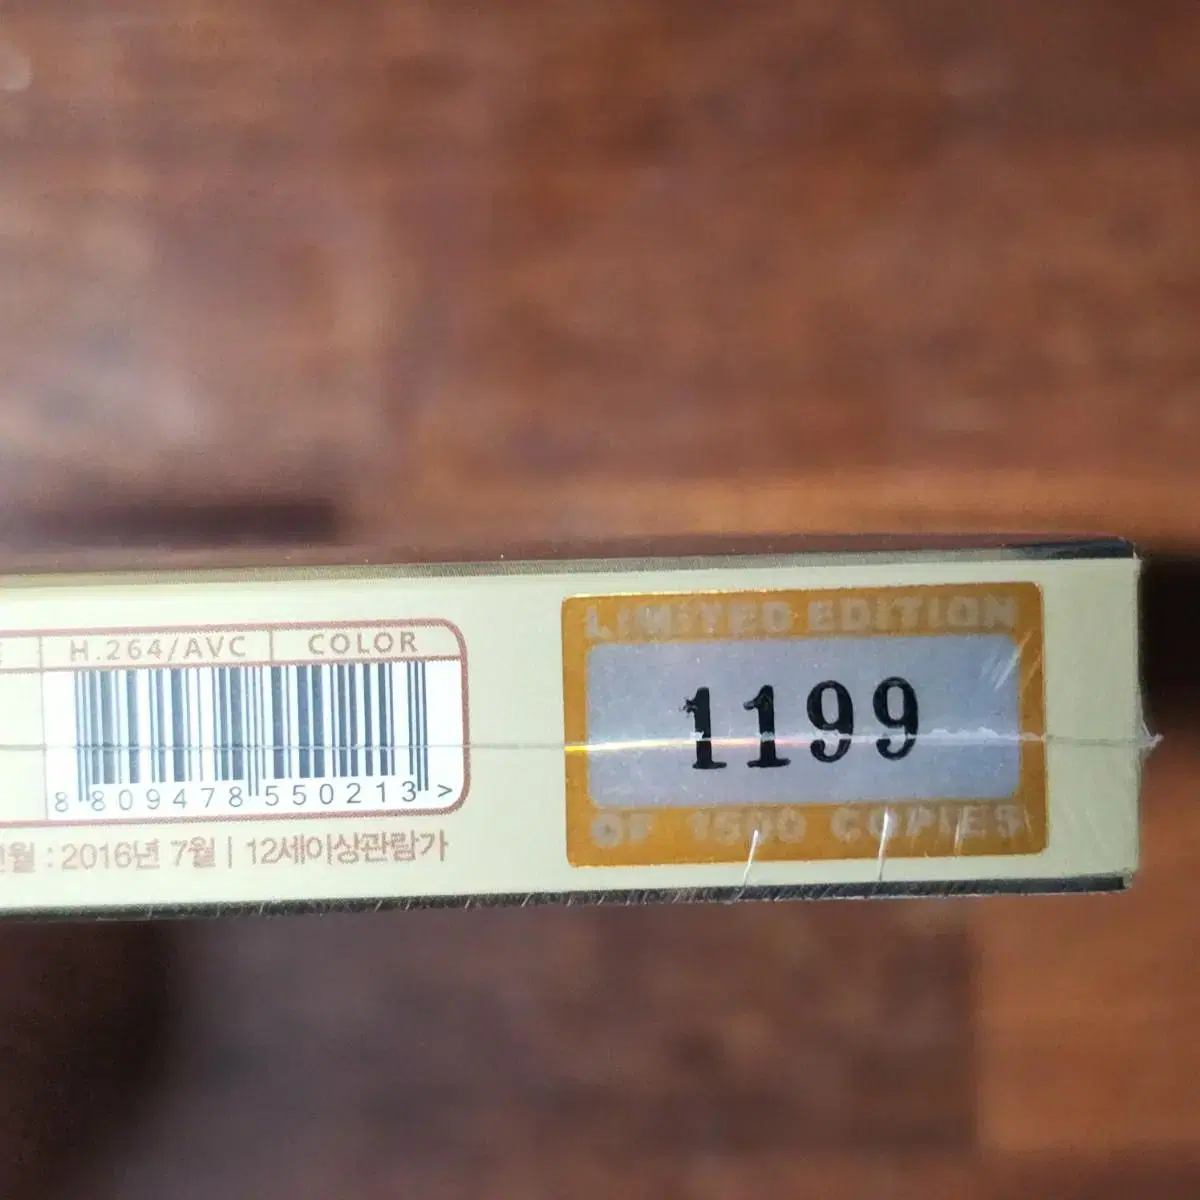 H.264/AVC
COLOR
8 809478 550213 >
월 : 2016년 7월 | 12세이상관람가
LIMITED EDITION
1199
OF 1500 COPIES